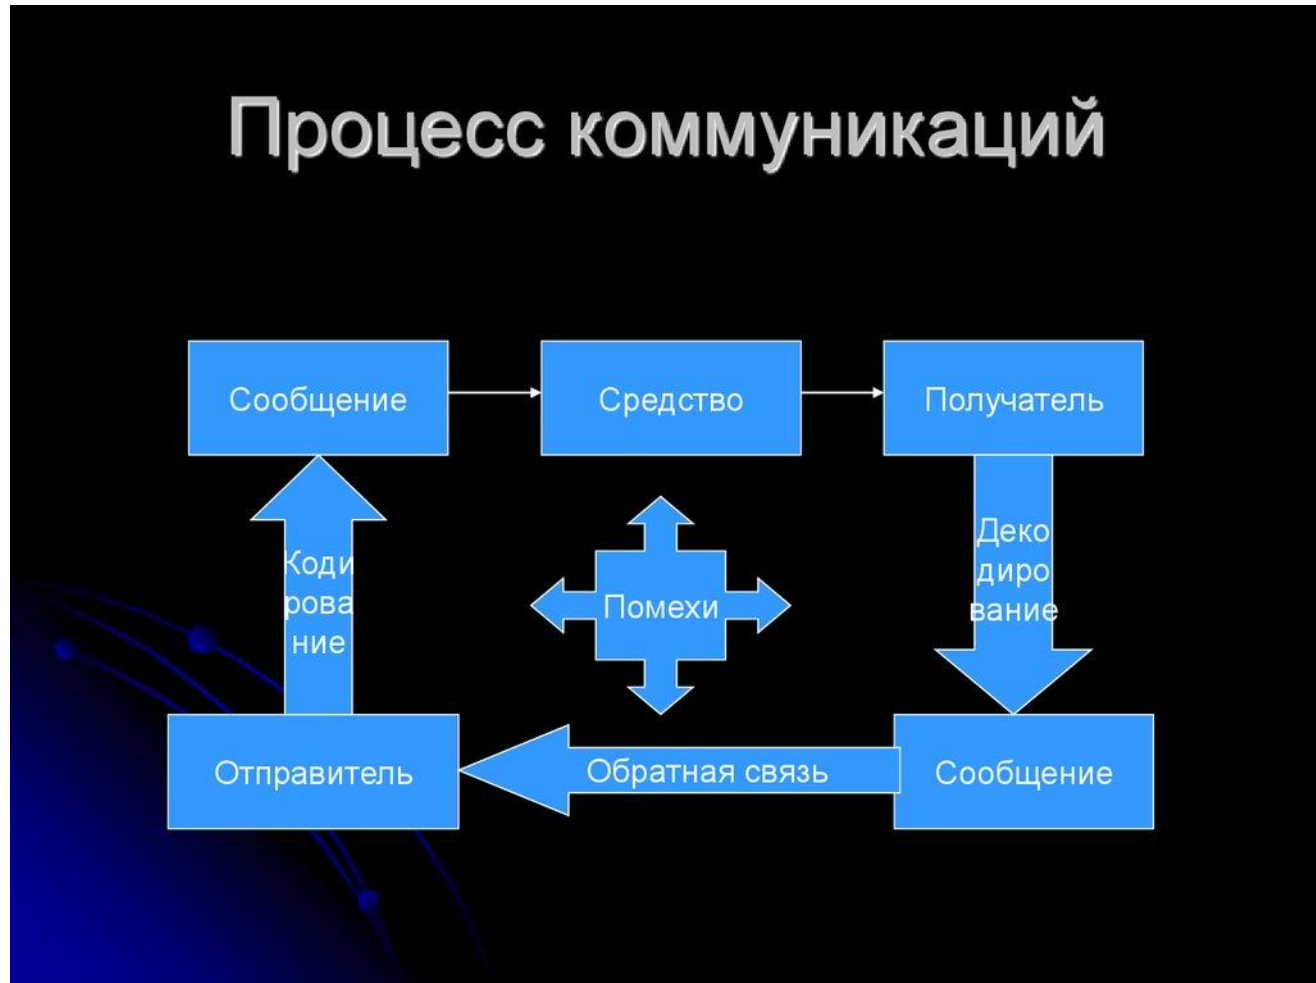 Процесс коммуникаций
Сообщение
Средство
Получатель
Коди
рова
ние
Помехи
Деко
диро
вание
Отправитель
Обратная связь
Сообщение